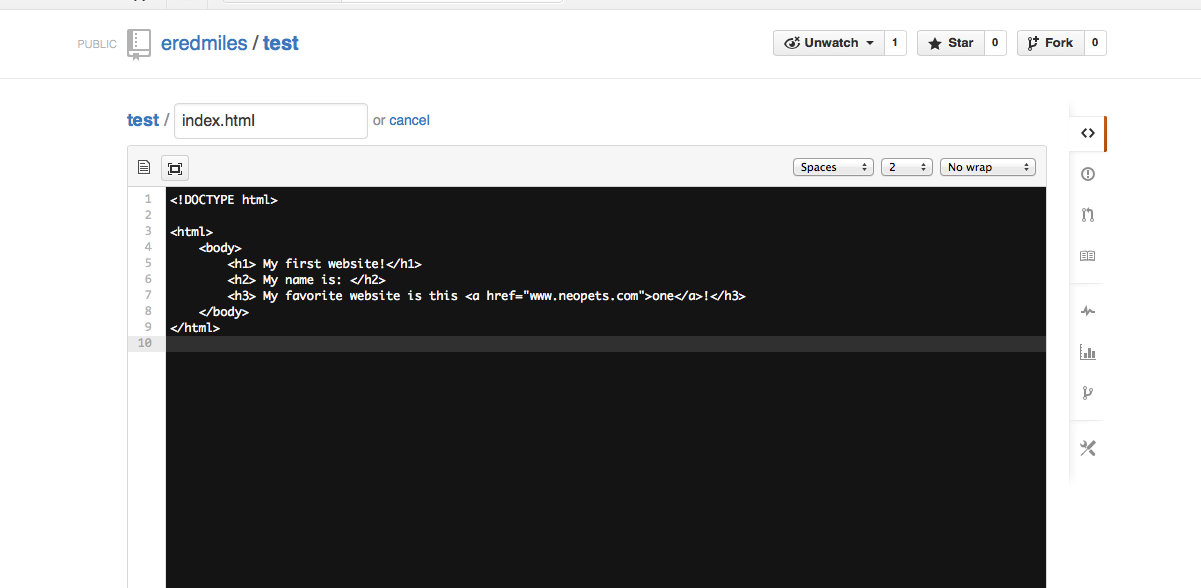 PUBLIC eredmiles / test Unwatch 1 Star 0 Fork 0
test / index.html or cancel
Spaces 2 No wrap
1 <!DOCTYPE html>
2
3 <html>
4 <body>
5 <h1> My first website!</h1>
6 <h2> My name is: </h2>
7 <h3> My favorite website is this <a href="www.neopets.com">one</a>!</h3>
8 </body>
9 </html>
10